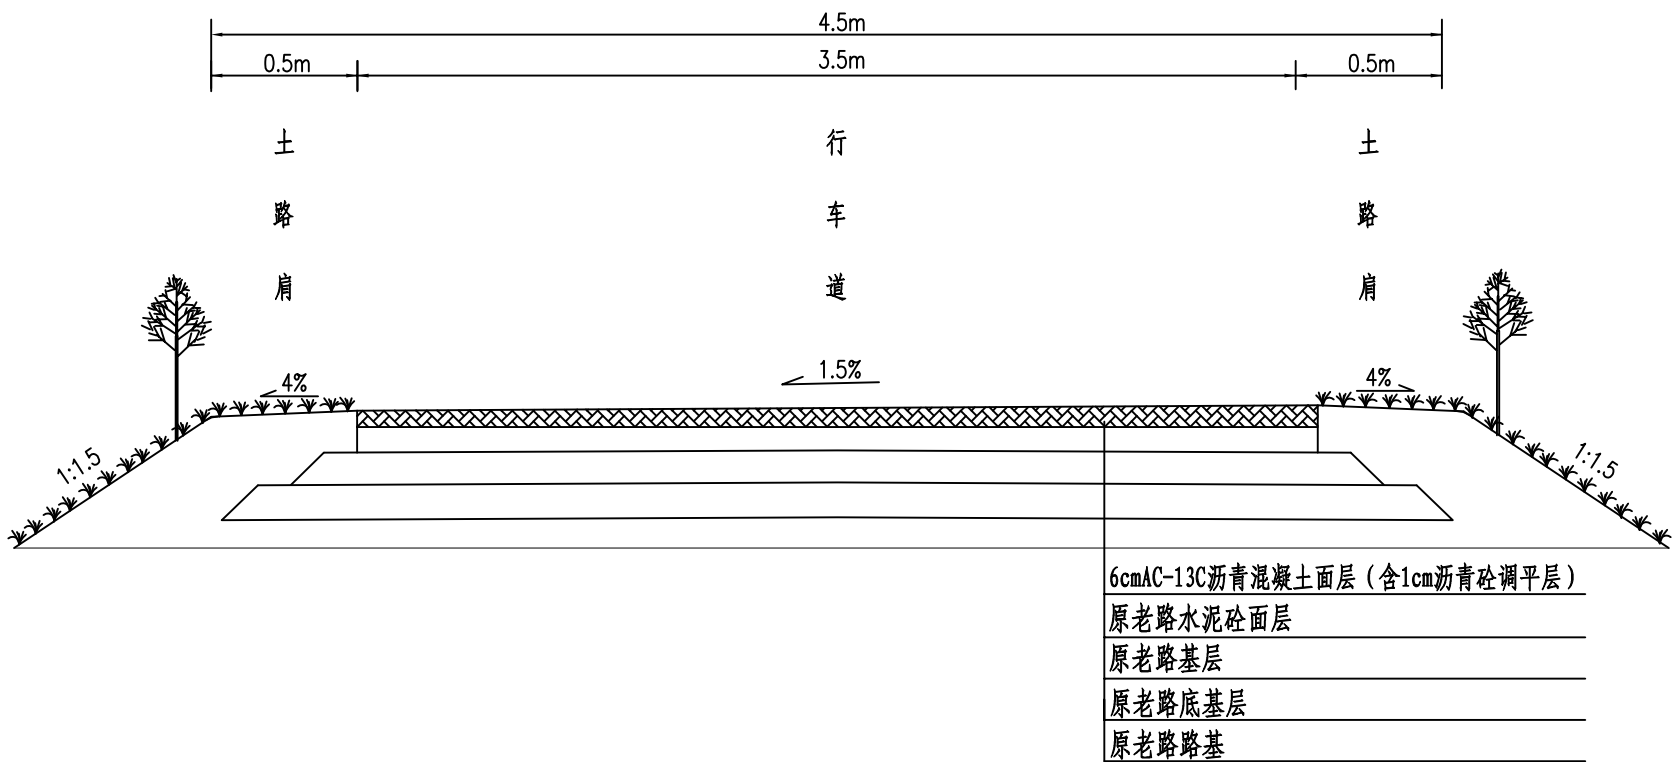 4.5m
0.5m
3.5m
0.5m
土路肩
行车道
土路肩
4%
1.5%
4%
1:1.5
1:1.5
6cmAC-13C沥青混凝土面层（含1cm沥青砼调平层）
原老路水泥砼面层
原老路基层
原老路底基层
原老路路基